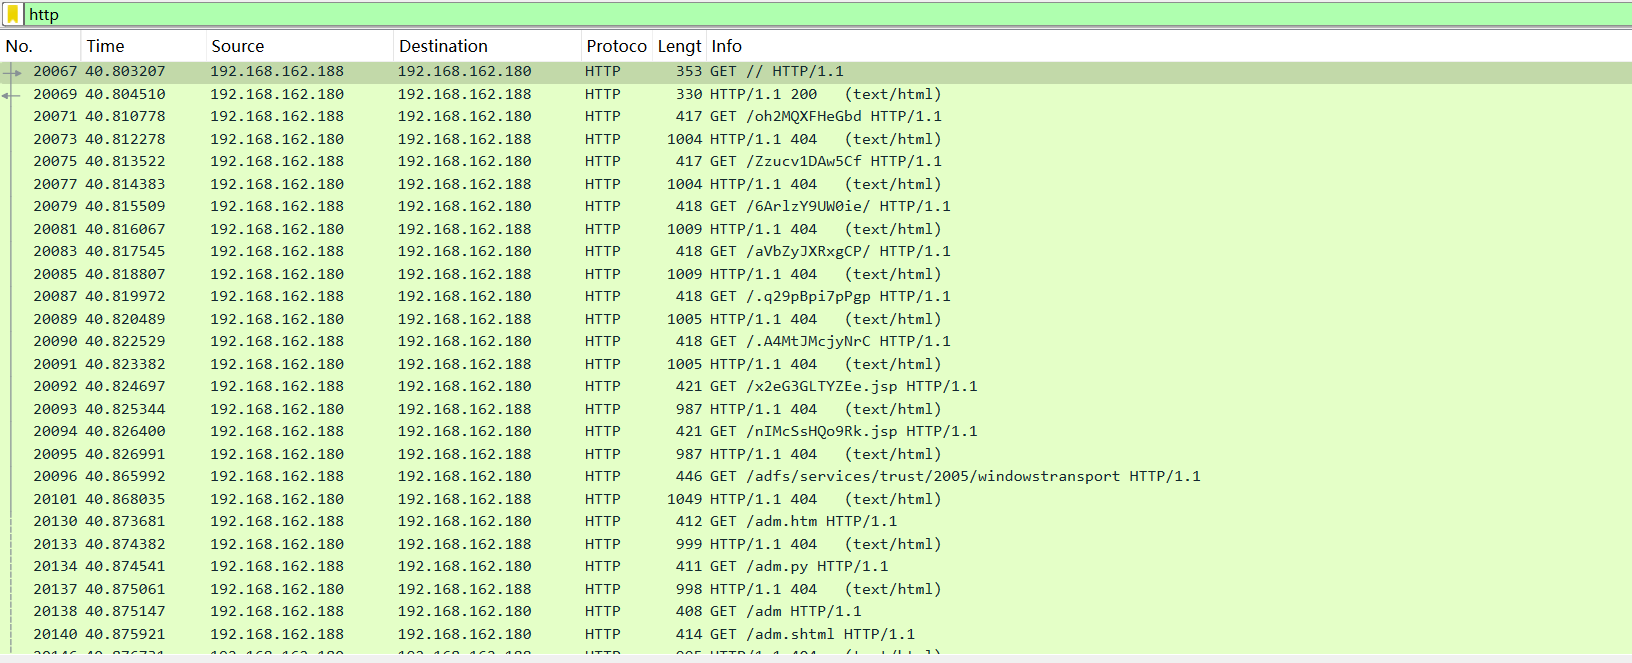 http
No. Time Source Destination Protoco Lengt Info
20067 40.803207 192.168.162.188 192.168.162.180 HTTP 353 GET // HTTP/1.1
20069 40.804510 192.168.162.180 192.168.162.188 HTTP 330 HTTP/1.1 200 (text/html)
20071 40.810778 192.168.162.188 192.168.162.180 HTTP 417 GET /oh2MQXFHeGbd HTTP/1.1
20073 40.812278 192.168.162.180 192.168.162.188 HTTP 1004 HTTP/1.1 404 (text/html)
20075 40.813522 192.168.162.188 192.168.162.180 HTTP 417 GET /Zzucv1DAw5Cf HTTP/1.1
20077 40.814383 192.168.162.180 192.168.162.188 HTTP 1004 HTTP/1.1 404 (text/html)
20079 40.815509 192.168.162.188 192.168.162.180 HTTP 418 GET /6ArlzY9UW0ie/ HTTP/1.1
20081 40.816067 192.168.162.180 192.168.162.188 HTTP 1009 HTTP/1.1 404 (text/html)
20083 40.817545 192.168.162.188 192.168.162.180 HTTP 418 GET /aVbZyJXRxgCP/ HTTP/1.1
20085 40.818807 192.168.162.180 192.168.162.188 HTTP 1009 HTTP/1.1 404 (text/html)
20087 40.819972 192.168.162.188 192.168.162.180 HTTP 418 GET /.q29pBpi7pPgp HTTP/1.1
20089 40.820489 192.168.162.180 192.168.162.188 HTTP 1005 HTTP/1.1 404 (text/html)
20090 40.822529 192.168.162.188 192.168.162.180 HTTP 418 GET /.A4MtJMcjyNrC HTTP/1.1
20091 40.823382 192.168.162.180 192.168.162.188 HTTP 1005 HTTP/1.1 404 (text/html)
20092 40.824697 192.168.162.188 192.168.162.180 HTTP 421 GET /x2eG3GLTYZEe.jsp HTTP/1.1
20093 40.825344 192.168.162.180 192.168.162.188 HTTP 987 HTTP/1.1 404 (text/html)
20094 40.826400 192.168.162.188 192.168.162.180 HTTP 421 GET /nIMcSsHQo9Rk.jsp HTTP/1.1
20095 40.826991 192.168.162.180 192.168.162.188 HTTP 987 HTTP/1.1 404 (text/html)
20096 40.865992 192.168.162.188 192.168.162.180 HTTP 446 GET /adfs/services/trust/2005/windowstransport HTTP/1.1
20101 40.868035 192.168.162.180 192.168.162.188 HTTP 1049 HTTP/1.1 404 (text/html)
20130 40.873681 192.168.162.188 192.168.162.180 HTTP 412 GET /adm.htm HTTP/1.1
20133 40.874382 192.168.162.180 192.168.162.188 HTTP 999 HTTP/1.1 404 (text/html)
20134 40.874541 192.168.162.188 192.168.162.180 HTTP 411 GET /adm.py HTTP/1.1
20137 40.875061 192.168.162.180 192.168.162.188 HTTP 998 HTTP/1.1 404 (text/html)
20138 40.875147 192.168.162.188 192.168.162.180 HTTP 408 GET /adm HTTP/1.1
20140 40.875921 192.168.162.188 192.168.162.180 HTTP 414 GET /adm.shtml HTTP/1.1